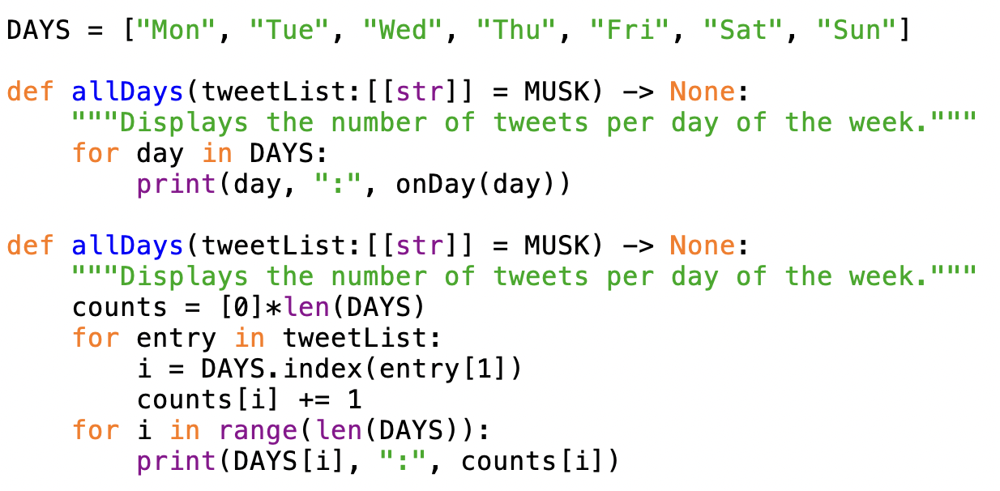 DAYS = ["Mon", "Tue", "Wed", "Thu", "Fri", "Sat", "Sun"]

def allDays(tweetList:[[str]] = MUSK) -> None:
    """Displays the number of tweets per day of the week."""
    for day in DAYS:
        print(day, ":", onDay(day))

def allDays(tweetList:[[str]] = MUSK) -> None:
    """Displays the number of tweets per day of the week."""
    counts = [0]*len(DAYS)
    for entry in tweetList:
        i = DAYS.index(entry[1])
        counts[i] += 1
    for i in range(len(DAYS)):
        print(DAYS[i], ":", counts[i])